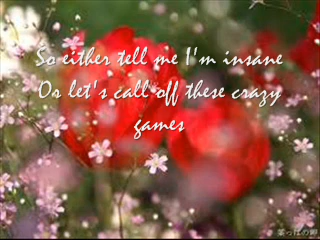 So either tell me I'm insane
Or let's call off these crazy
games